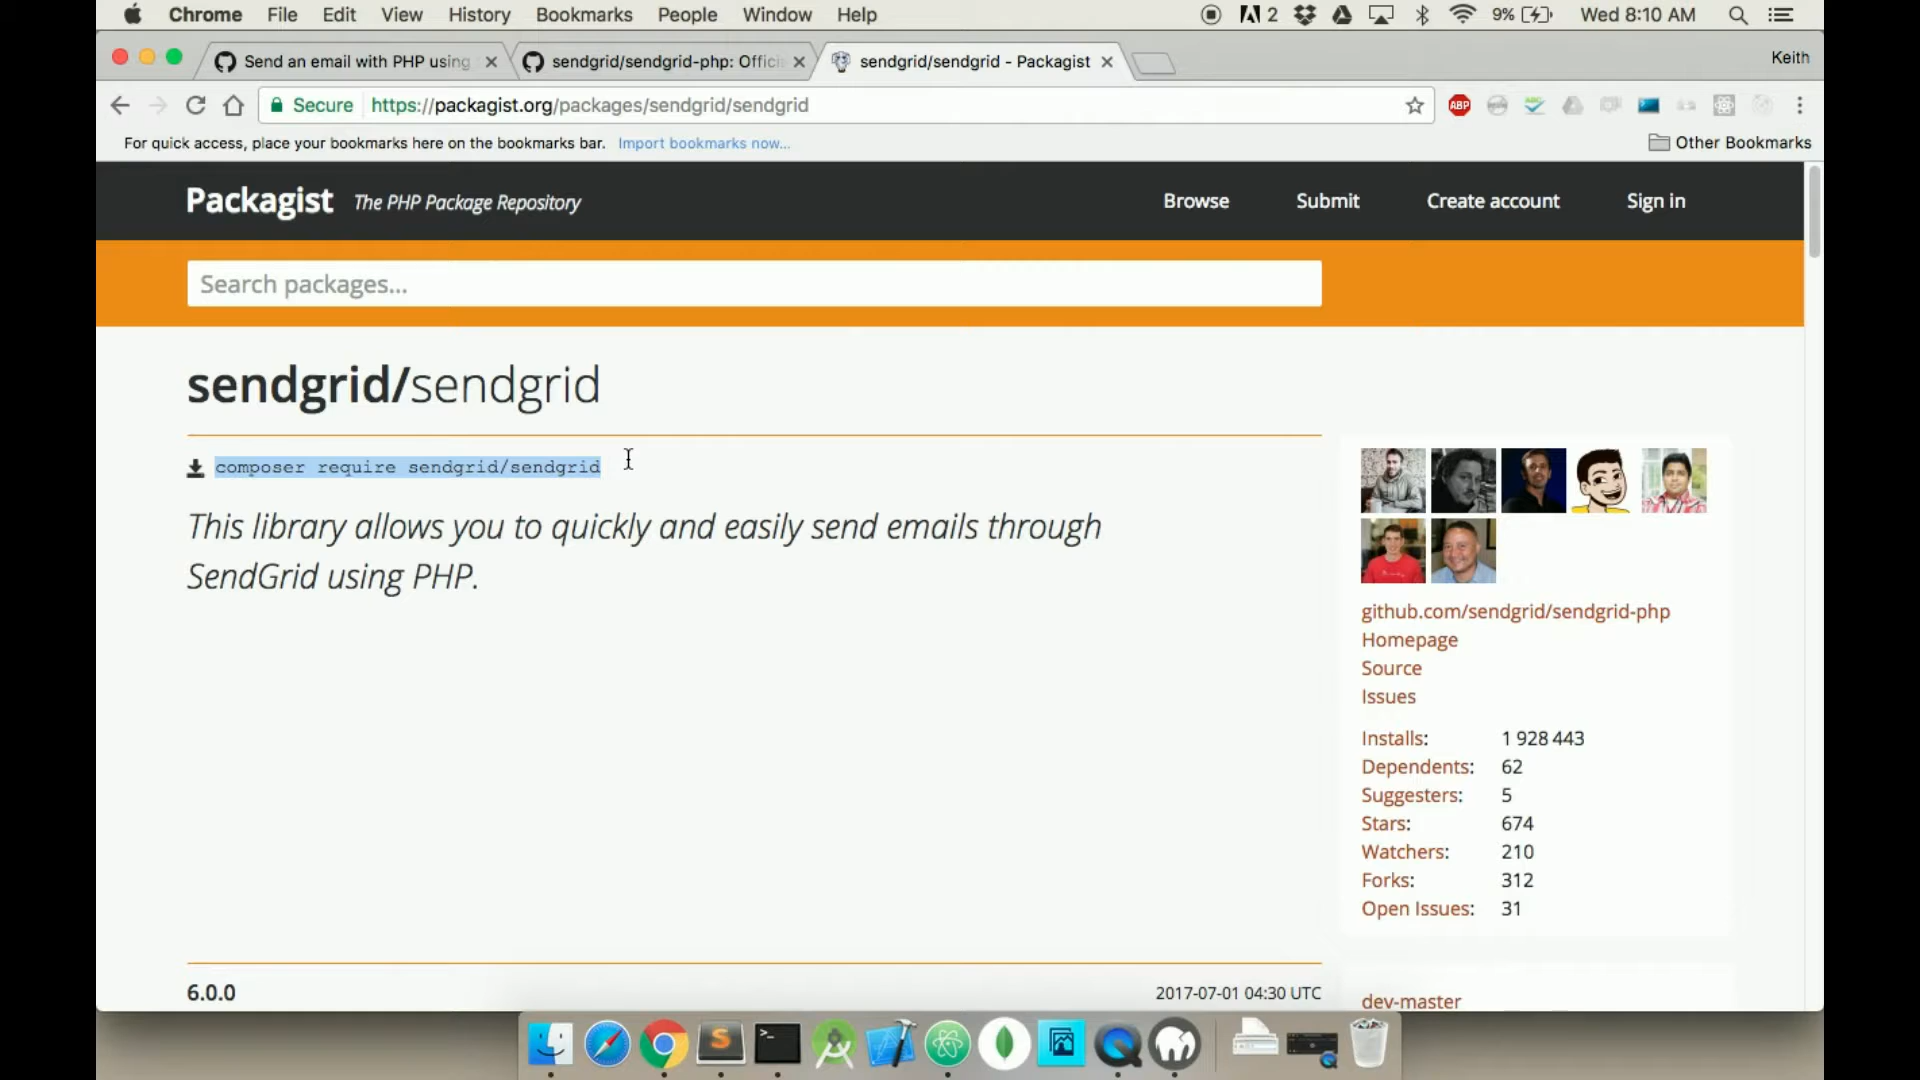 Chrome File Edit View History Bookmarks People Window Help 2 9% Wed 8:10 AM
Send an email with PHP using
sendgrid/sendgrid-php: Offici
sendgrid/sendgrid - Packagist
Keith
Secure https://packagist.org/packages/sendgrid/sendgrid
ABP
For quick access, place your bookmarks here on the bookmarks bar. Import bookmarks now... Other Bookmarks
Packagist The PHP Package Repository Browse Submit Create account Sign in
Search packages...
sendgrid/sendgrid
composer require sendgrid/sendgrid
This library allows you to quickly and easily send emails through
SendGrid using PHP.
github.com/sendgrid/sendgrid-php
Homepage
Source
Issues
Installs: 1 928 443
Dependents: 62
Suggesters: 5
Stars: 674
Watchers: 210
Forks: 312
Open Issues: 31
6.0.0 2017-07-01 04:30 UTC
dev-master